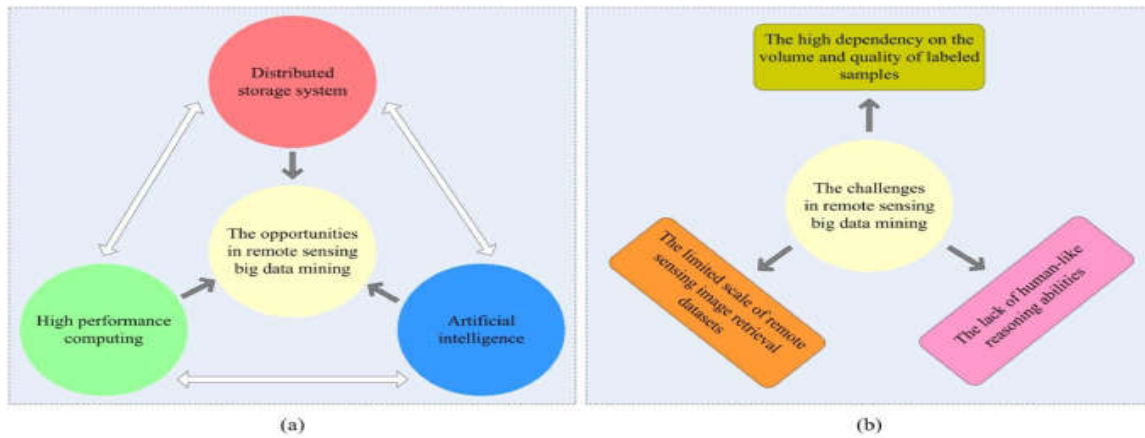 Distributed
storage system
The opportunities
in remote sensing
big data mining
High performance
computing
Artificial
intelligence
(a)
The high dependency on the
volume and quality of labeled
samples
The challenges
in remote sensing
big data mining
The limited scale of remote
sensing image retrieval
datasets
The lack of human-like
reasoning abilities
(b)